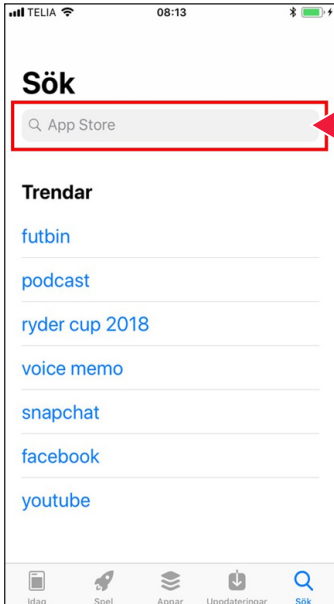 TELIA 08:13
Sök
App Store
Trendar
futbin
podcast
ryder cup 2018
voice memo
snapchat
facebook
youtube
Idag Spel Appar Uppdateringar Sök